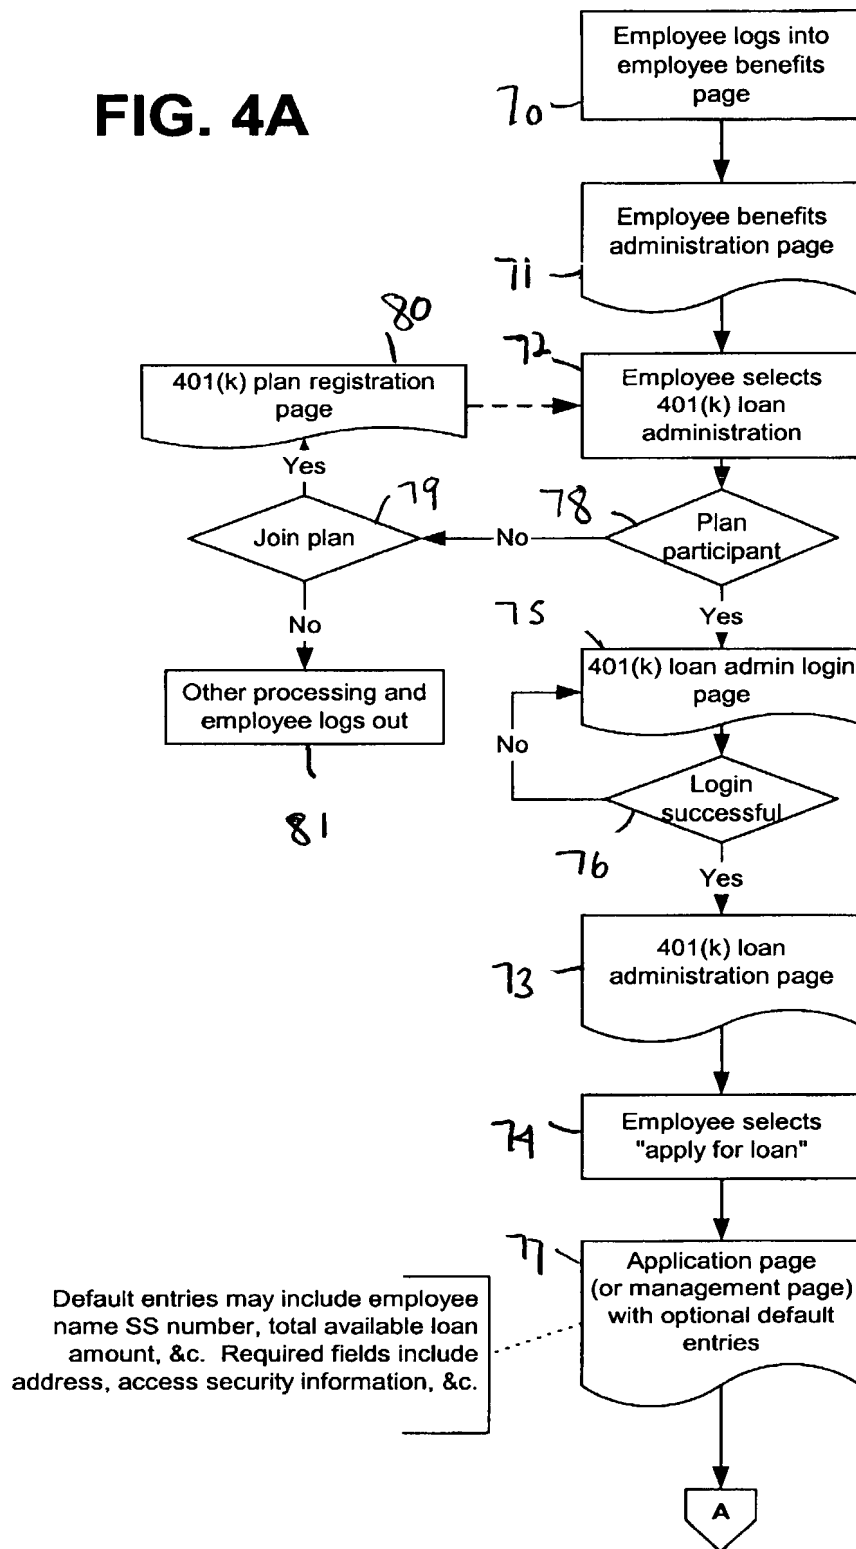 FIG. 4A
Employee logs into
employee benefits
page
70
Employee benefits
administration page
71
80
72
401(k) plan registration
page
Employee selects
401(k) loan
administration
Yes
79
78
Join plan
No
Plan
participant
75
Yes
No
401(k) loan admin login
page
Other processing and
employee logs out
No
81
Login
successful
76
Yes
73
401(k) loan
administration page
74
Employee selects
"apply for loan"
77
Application page
(or management page)
with optional default
entries
Default entries may include employee
name SS number, total available loan
amount, &c. Required fields include
address, access security information, &c.
A